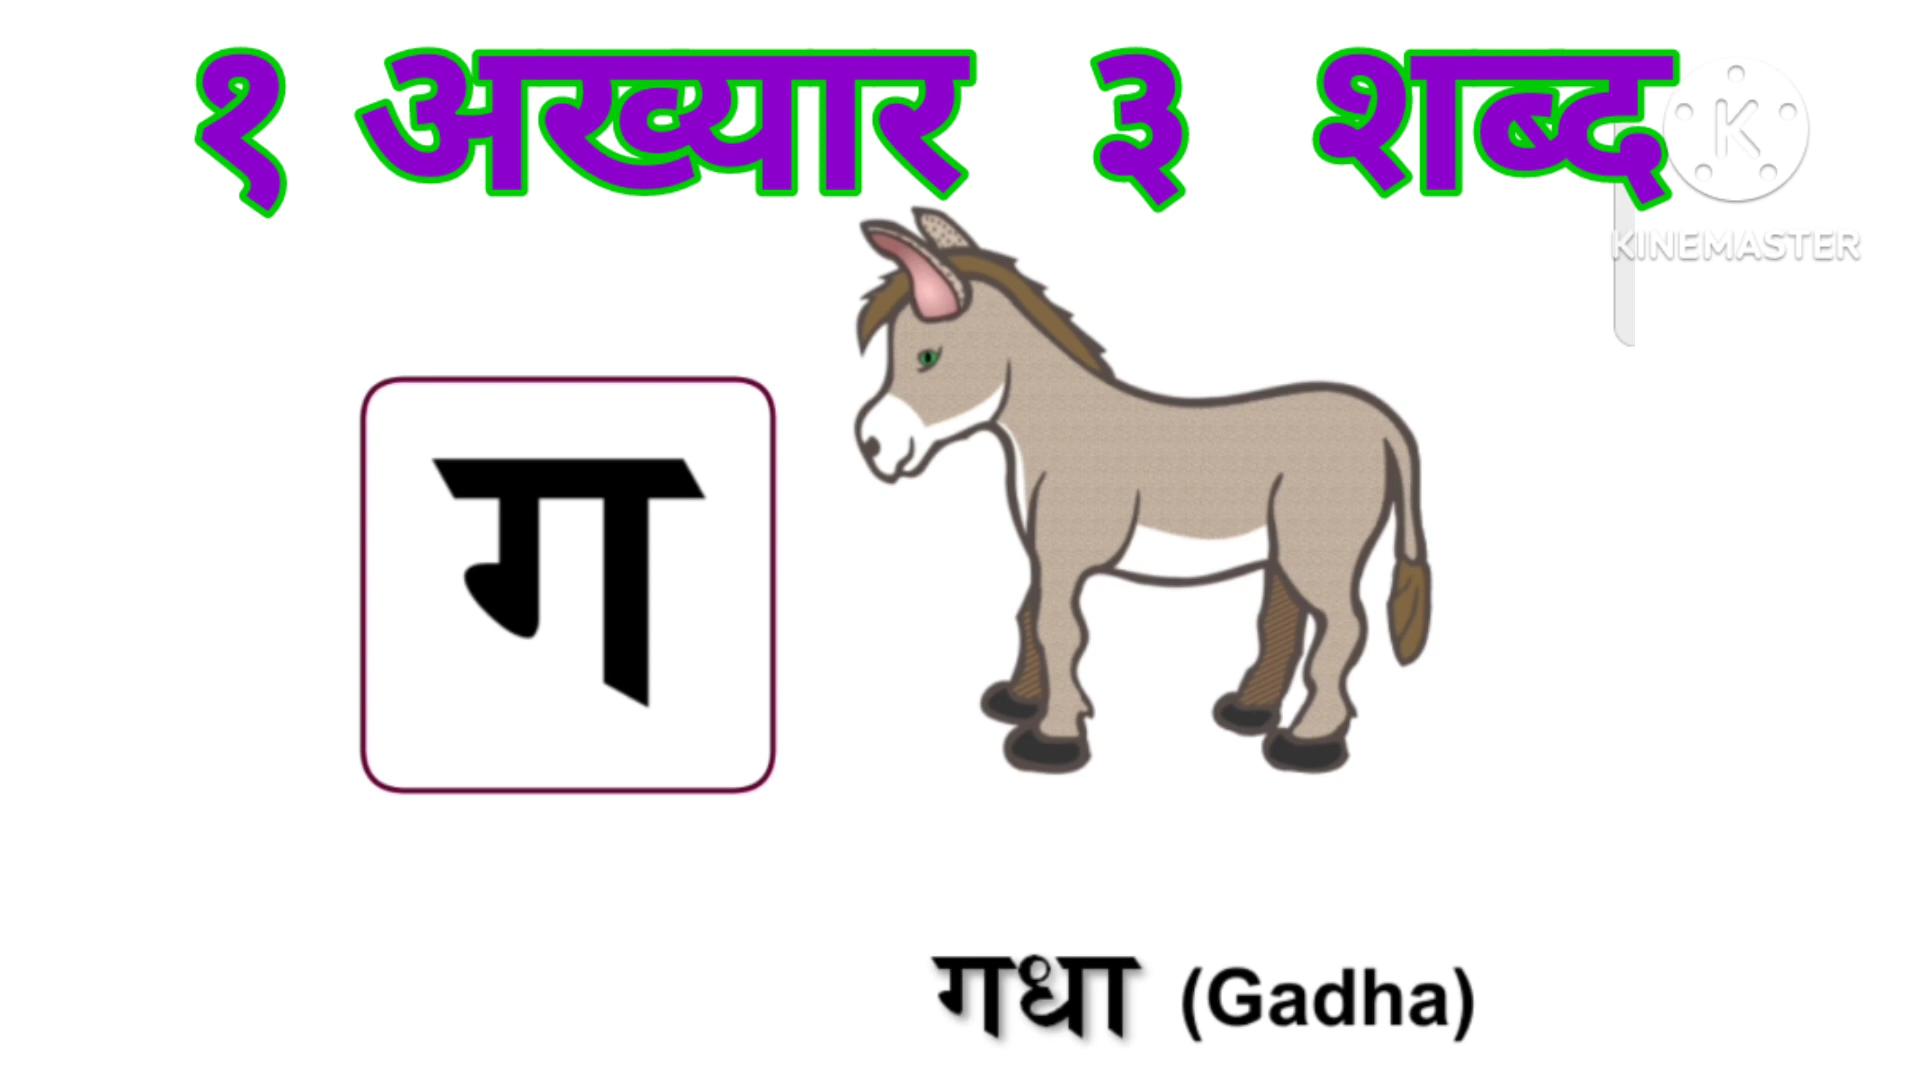 १ अख्यार ३ शब्द
K
KINEMASTER
ग
गधा (Gadha)